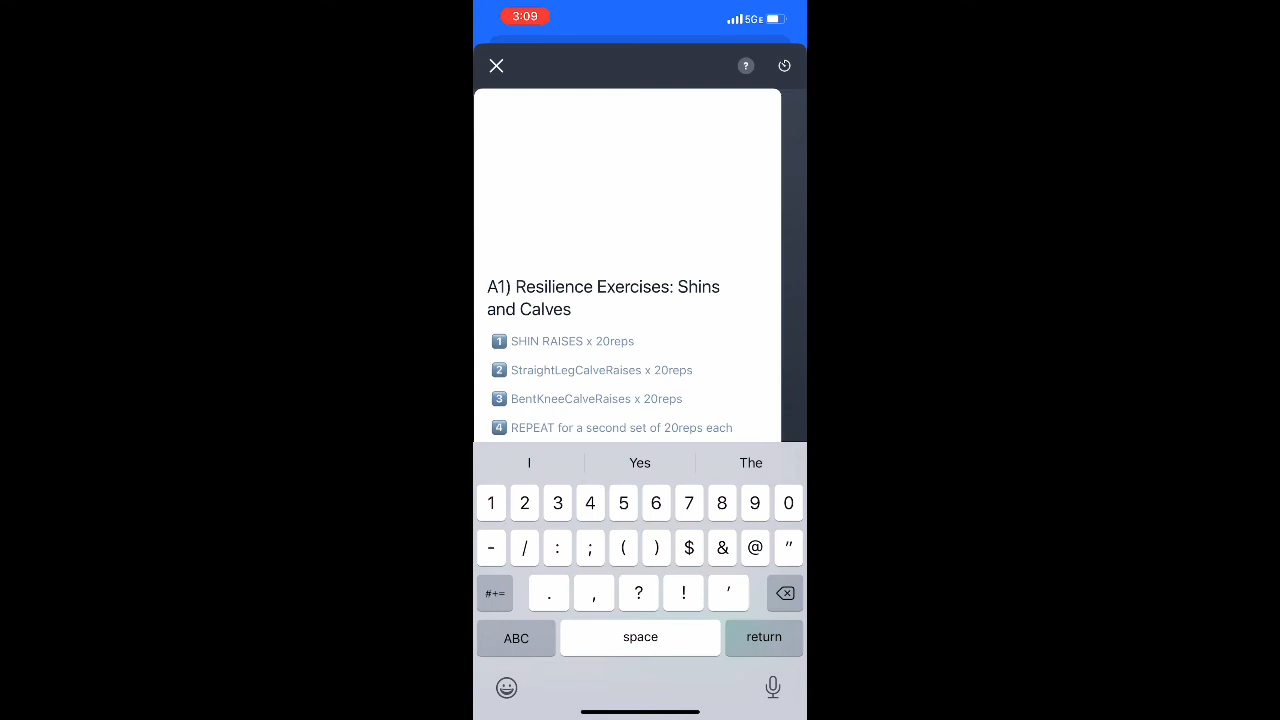 3:09
5GE
?
A1) Resilience Exercises: Shins
and Calves
1 SHIN RAISES x 20reps
2 StraightLegCalveRaises x 20reps
3 BentKneeCalveRaises x 20reps
4 REPEAT for a second set of 20reps each
I Yes The
1 2 3 4 5 6 7 8 9 0
- / : ; ( ) $ & @ ”
#+= . , ? ! ’
ABC space return